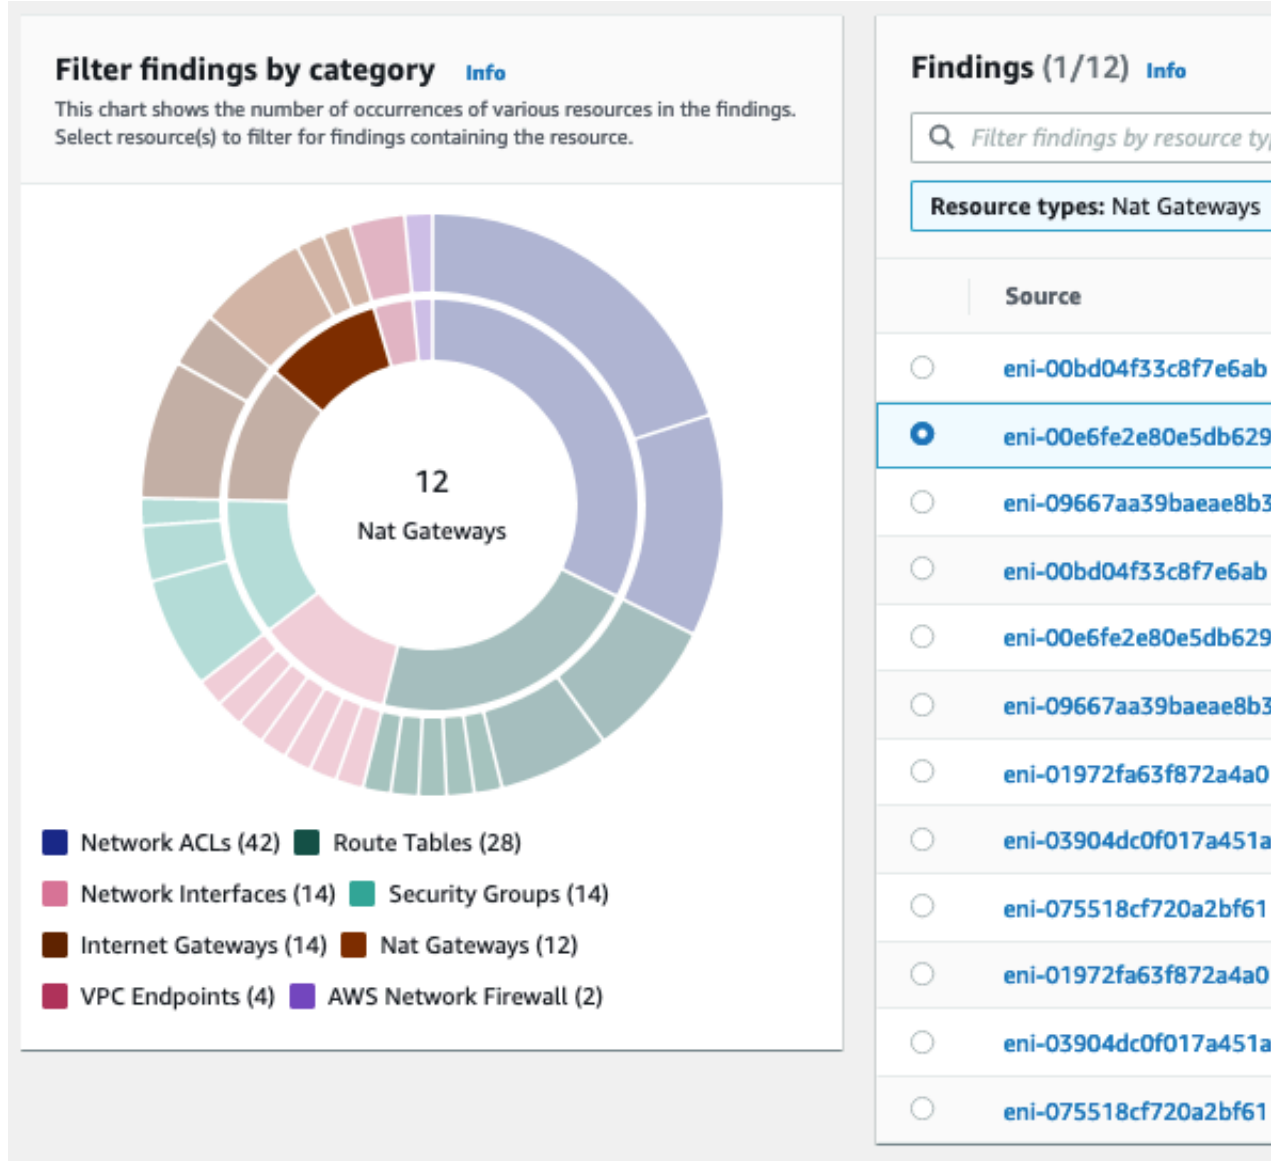 Filter findings by category Info
This chart shows the number of occurrences of various resources in the findings.
Select resource(s) to filter for findings containing the resource.
12
Nat Gateways
Network ACLs (42) Route Tables (28)
Network Interfaces (14) Security Groups (14)
Internet Gateways (14) Nat Gateways (12)
VPC Endpoints (4) AWS Network Firewall (2)
Findings (1/12) Info
Filter findings by resource
Resource types: Nat Gateways
Source
eni-00bd04f33c8f7e6ab
eni-00e6fe2e80e5db629
eni-09667aa39baeae8b3
eni-00bd04f33c8f7e6ab
eni-00e6fe2e80e5db629
eni-09667aa39baeae8b3
eni-01972fa63f872a4a0
eni-03904dc0f017a451a
eni-075518cf720a2bf61
eni-01972fa63f872a4a0
eni-03904dc0f017a451a
eni-075518cf720a2bf61